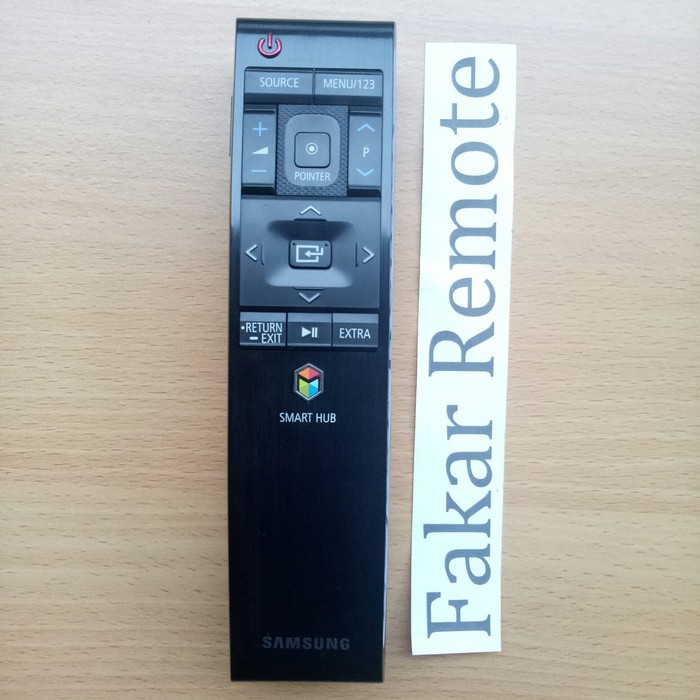 SOURCE MENU/123
+ P
POINTER
−
•RETURN
▬ EXIT
EXTRA
SMART HUB
SAMSUNG
Fakar Remote